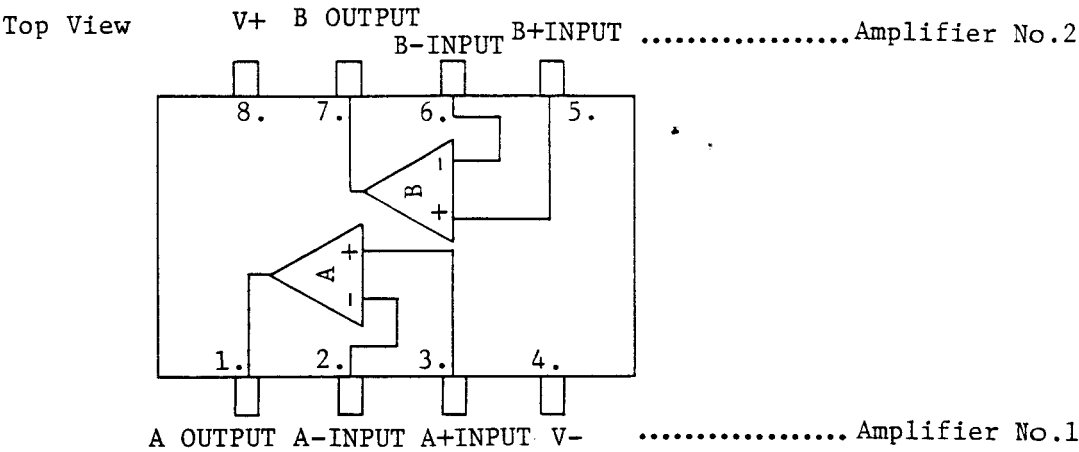 Top View
V+ B OUTPUT
B-INPUT B+INPUT ..................Amplifier No.2
8. 7. 6. 5.
- B +
+ A -
1. 2. 3. 4.
A OUTPUT A-INPUT A+INPUT V- ..................Amplifier No.1